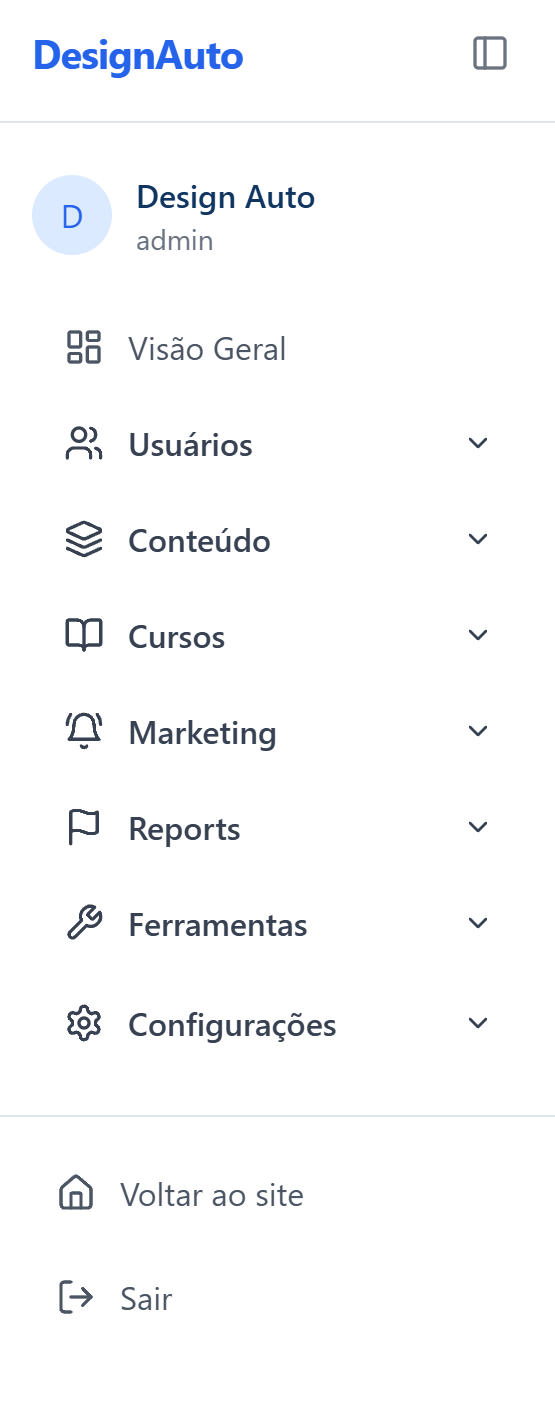 DesignAuto
D
Design Auto
admin
Visão Geral
Usuários
Conteúdo
Cursos
Marketing
Reports
Ferramentas
Configurações
Voltar ao site
Sair